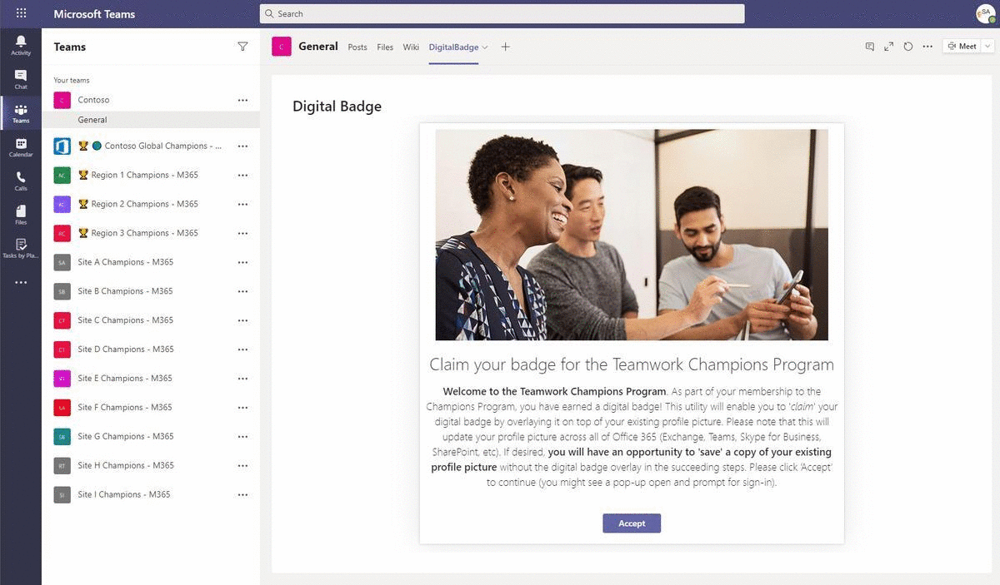 Microsoft Teams
Search
SA
Activity
Chat
Teams
Calendar
Calls
Files
Tasks by Pla...
Teams
Your teams
C Contoso
General
Contoso Global Champions - ...
Region 1 Champions - M365
Region 2 Champions - M365
RC Region 3 Champions - M365
SA Site A Champions - M365
SB Site B Champions - M365
Site C Champions - M365
Site D Champions - M365
Site E Champions - M365
Site F Champions - M365
Site G Champions - M365
RT Site H Champions - M365
SI Site I Champions - M365
C General Posts Files Wiki DigitalBadge
Meet
Digital Badge
Claim your badge for the Teamwork Champions Program
Welcome to the Teamwork Champions Program. As part of your membership to the
Champions Program, you have earned a digital badge! This utility will enable you to 'claim' your
digital badge by overlaying it on top of your existing profile picture. Please note that this will
update your profile picture across all of Office 365 (Exchange, Teams, Skype for Business,
SharePoint, etc). If desired, you will have an opportunity to 'save' a copy of your existing
profile picture without the digital badge overlay in the succeeding steps. Please click 'Accept'
to continue (you might see a pop-up open and prompt for sign-in).
Accept